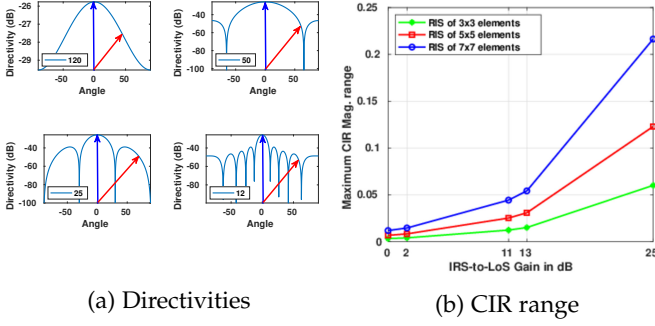 Directivity (dB)
-26
-27
-28
-29
120
-50
0
50
Angle
Directivity (dB)
-40
-60
-80
-100
50
-50
0
50
Angle
Directivity (dB)
-40
-60
-80
-100
25
-50
0
50
Angle
Directivity (dB)
-40
-60
-80
-100
12
-50
0
50
Angle
(a) Directivities
Maximum CIR Mag. range
0.25
0.2
0.15
0.1
0.05
0
RIS of 3x3 elements
RIS of 5x5 elements
RIS of 7x7 elements
0 2 11 13 25
IRS-to-LoS Gain in dB
(b) CIR range